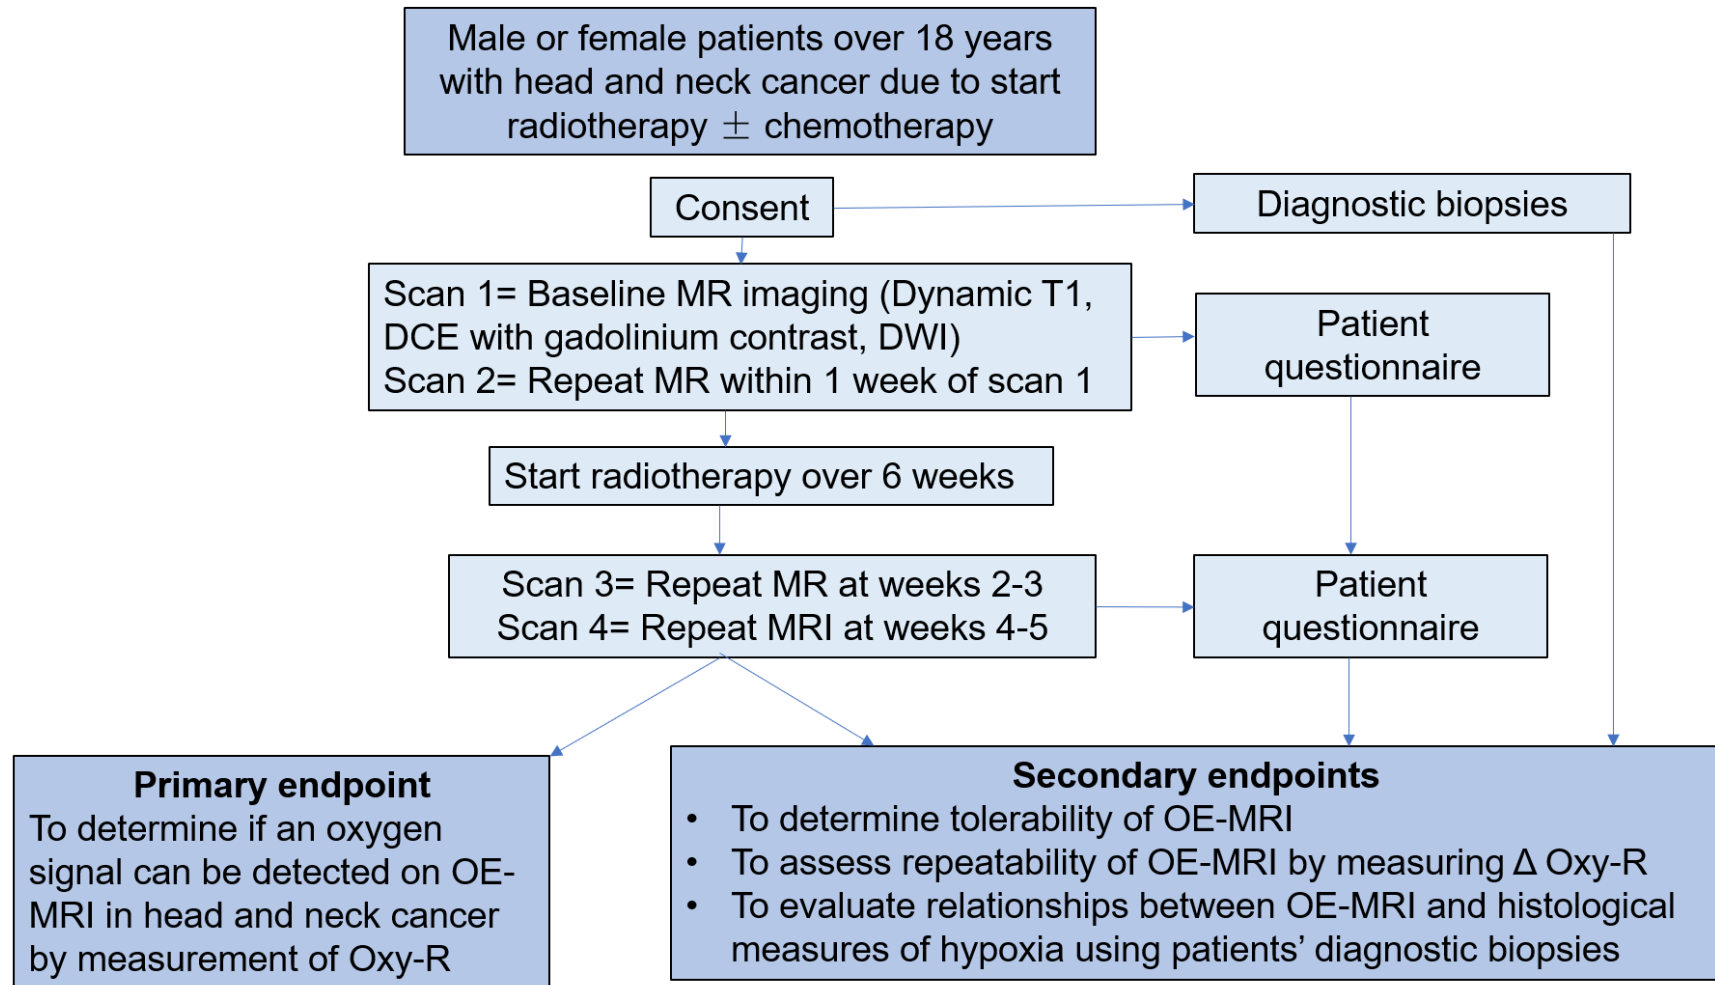 Male or female patients over 18 years
with head and neck cancer due to start
radiotherapy ± chemotherapy
Consent
Diagnostic biopsies
Scan 1= Baseline MR imaging (Dynamic T1,
DCE with gadolinium contrast, DWI)
Scan 2= Repeat MR within 1 week of scan 1
Patient
questionnaire
Start radiotherapy over 6 weeks
Scan 3= Repeat MR at weeks 2-3
Scan 4= Repeat MRI at weeks 4-5
Patient
questionnaire
Primary endpoint
To determine if an oxygen
signal can be detected on OE-
MRI in head and neck cancer
by measurement of Oxy-R
Secondary endpoints
• To determine tolerability of OE-MRI
• To assess repeatability of OE-MRI by measuring Δ Oxy-R
• To evaluate relationships between OE-MRI and histological
measures of hypoxia using patients’ diagnostic biopsies